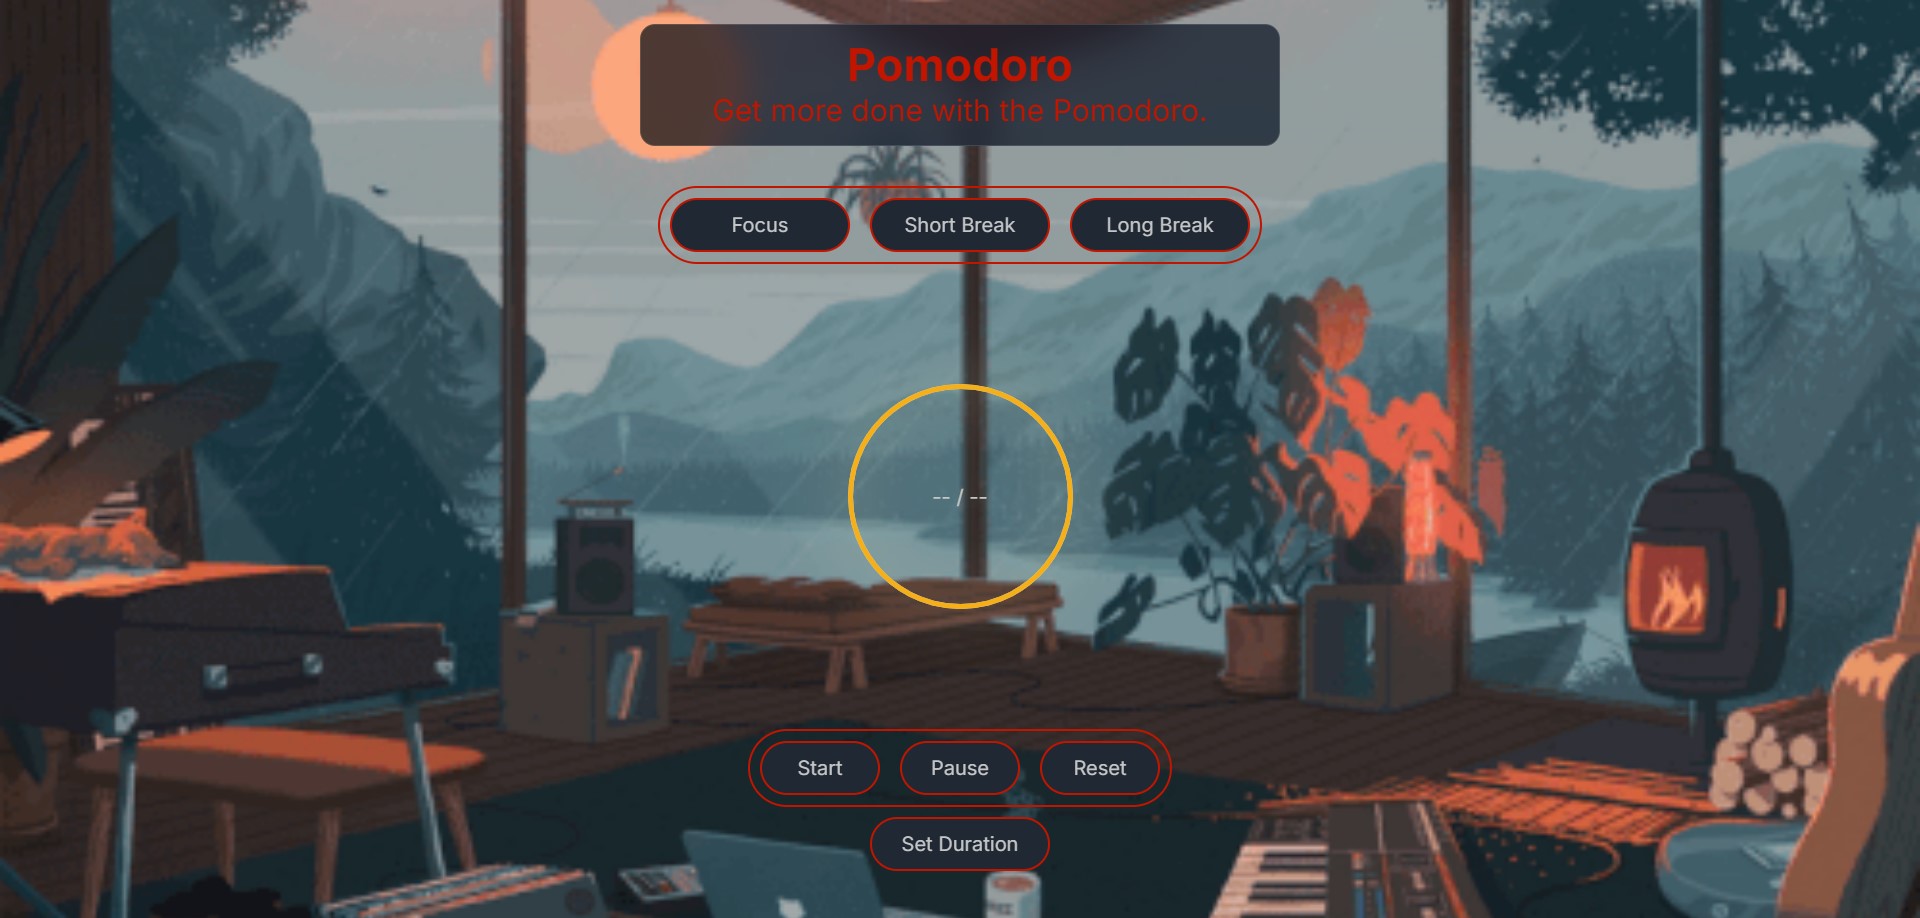 Pomodoro
Get more done with the Pomodoro.
Focus
Short Break
Long Break
-- / --
Start
Pause
Reset
Set Duration